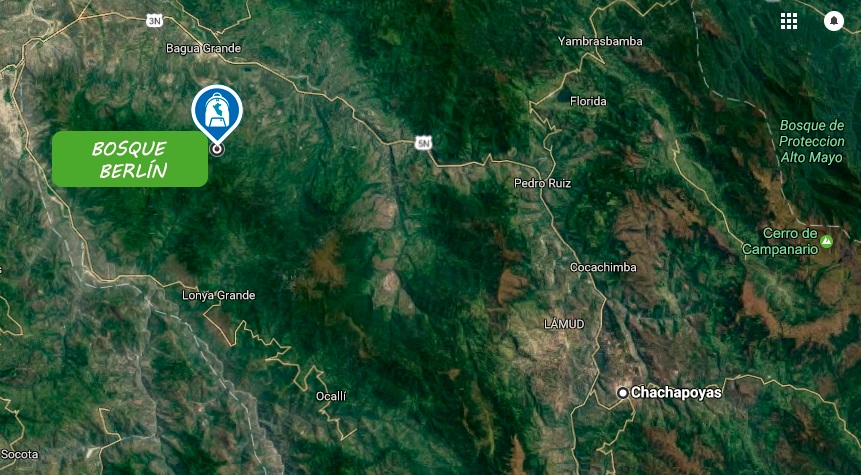 3N
Bagua Grande
Yambrasbamba
Florida
BOSQUE
BERLÍN
5N
Bosque de
Proteccion
Alto Mayo
Pedro Ruiz
Cerro de
Campanario
Cocachimba
Lonya Grande
LÁMUD
Chachapoyas
Ocallí
Socota